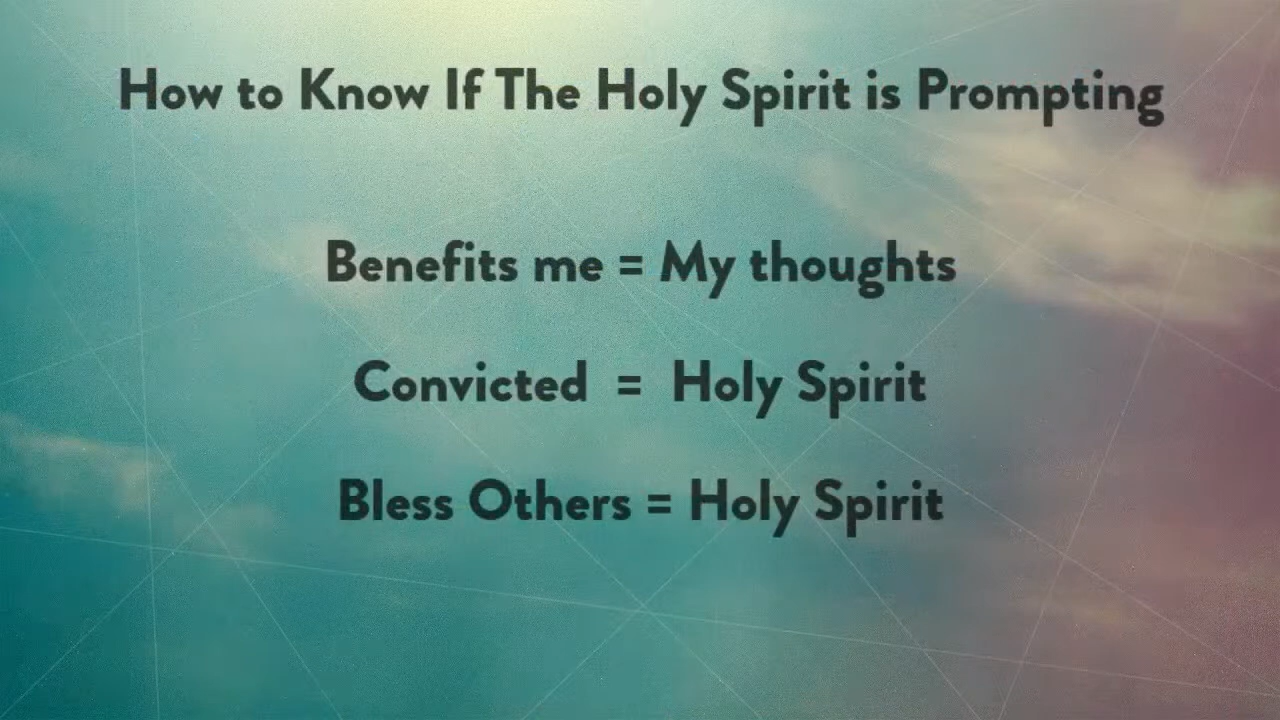 How to Know If The Holy Spirit is Prompting
Benefits me = My thoughts
Convicted = Holy Spirit
Bless Others = Holy Spirit